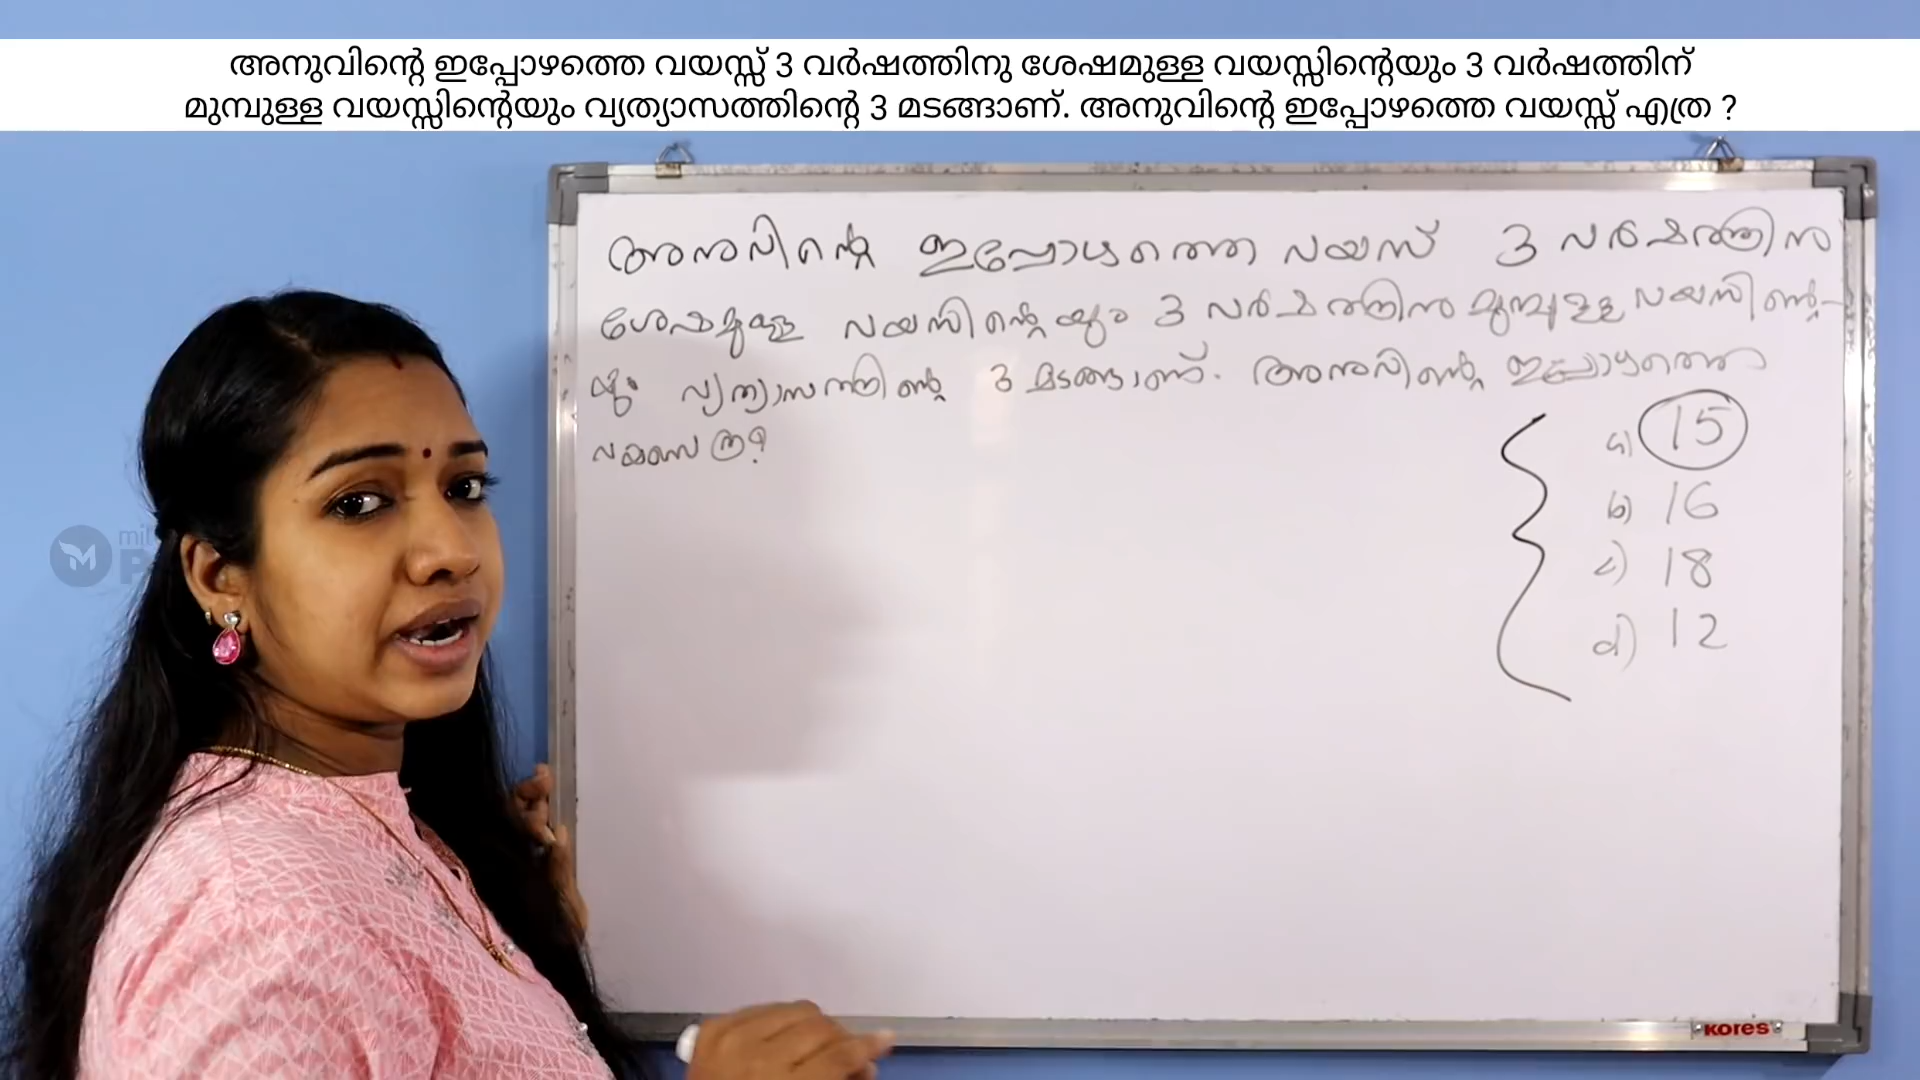 അനുവിന്റെ ഇപ്പോഴത്തെ വയസ്സ് 3 വർഷത്തിനു ശേഷമുള്ള വയസ്സിന്റെയും 3 വർഷത്തിന്
മുമ്പുള്ള വയസ്സിന്റെയും വ്യത്യാസത്തിന്റെ 3 മടങ്ങാണ്. അനുവിന്റെ ഇപ്പോഴത്തെ വയസ്സ് എത്ര ?
അനുവിന്റെ ഇപ്പോഴത്തെ വയസ് 3 വർഷത്തിനു
ശേഷമുള്ള വയസിന്റെയും 3 വർഷത്തിനു മുമ്പുള്ള വയസിന്റെ-
യും വ്യത്യാസത്തിന്റെ 3 മടങ്ങാണ്. അനുവിന്റെ ഇപ്പോഴത്തെ
വയസെത്ര?
a) 15
b) 16
c) 18
d) 12
M
kores